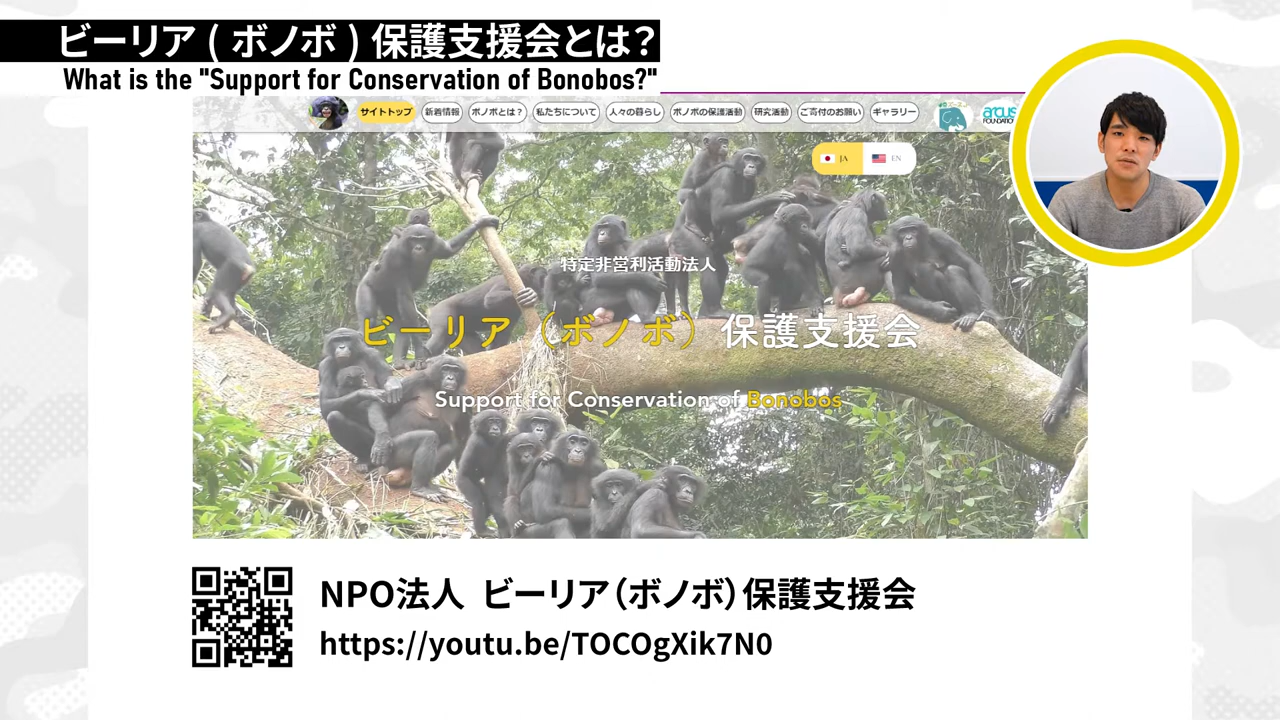 ビーリア ( ボノボ ) 保護支援会とは？
What is the "Support for Conservation of Bonobos?"
サイトトップ 新着情報 ボノボとは？ 私たちについて 人々の暮らし ボノボの保護活動 研究活動 ご寄付のお願い ギャラリー
arcus
FOUNDATION
JA EN
特定非営利活動法人
ビーリア（ボノボ）保護支援会
Support for Conservation of Bonobos
NPO法人 ビーリア（ボノボ）保護支援会
https://youtu.be/TOCOgXik7N0